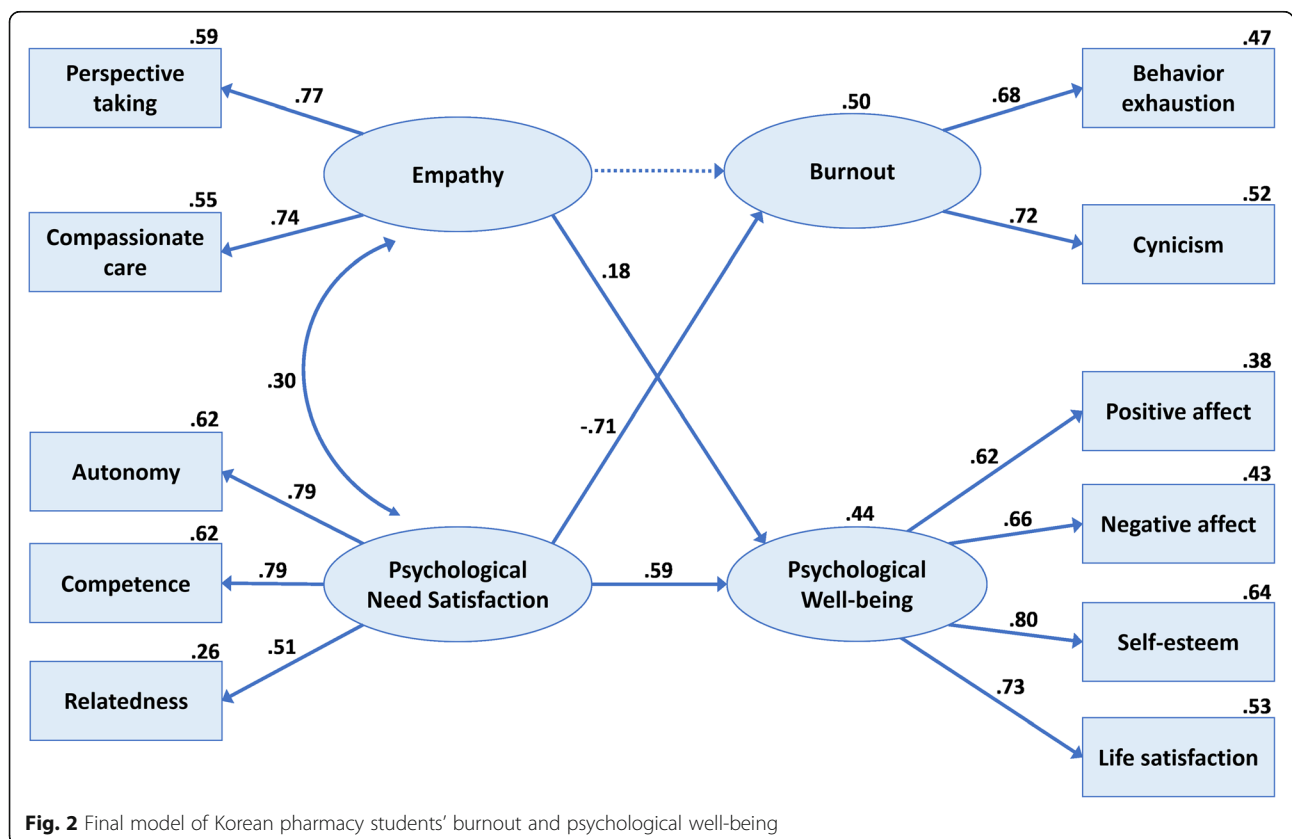 .59
Perspective
taking
.77
.55
Compassionate
care
.74
Empathy
.50
Burnout
.47
Behavior
exhaustion
.68
.52
Cynicism
.72
.18
.30
-.71
.62
Autonomy
.79
.62
Competence
.79
.26
Relatedness
.51
Psychological
Need Satisfaction
.59
.44
Psychological
Well-being
.38
Positive affect
.62
.43
Negative affect
.66
.64
Self-esteem
.80
.53
Life satisfaction
.73
Fig. 2 Final model of Korean pharmacy students’ burnout and psychological well-being